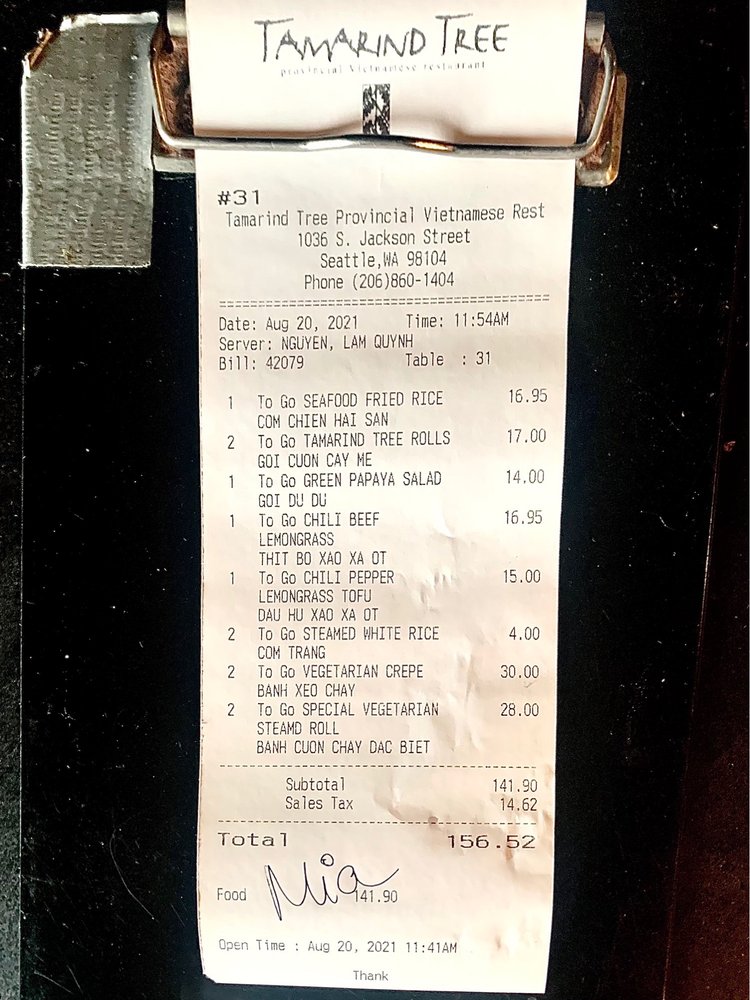 TAMARIND TREE
provincial Vietnamese restaurant
#31
Tamarind Tree Provincial Vietnamese Rest
1036 S. Jackson Street
Seattle,WA 98104
Phone (206)860-1404
Date: Aug 20, 2021 Time: 11:54AM
Server: NGUYEN, LAM QUYNH
Bill: 42079 Table : 31
1 To Go SEAFOOD FRIED RICE 16.95
COM CHIEN HAI SAN
2 To Go TAMARIND TREE ROLLS 17.00
GOI CUON CAY ME
1 To Go GREEN PAPAYA SALAD 14.00
GOI DU DU
1 To Go CHILI BEEF 16.95
LEMONGRASS
THIT BO XAO XA OT
1 To Go CHILI PEPPER 15.00
LEMONGRASS TOFU
DAU HU XAO XA OT
2 To Go STEAMED WHITE RICE 4.00
COM TRANG
2 To Go VEGETARIAN CREPE 30.00
BANH XEO CHAY
2 To Go SPECIAL VEGETARIAN 28.00
STEAMD ROLL
BANH CUON CHAY DAC BIET
Subtotal 141.90
Sales Tax 14.62
Total 156.52
Mia
Food 141.90
Open Time : Aug 20, 2021 11:41AM
Thank